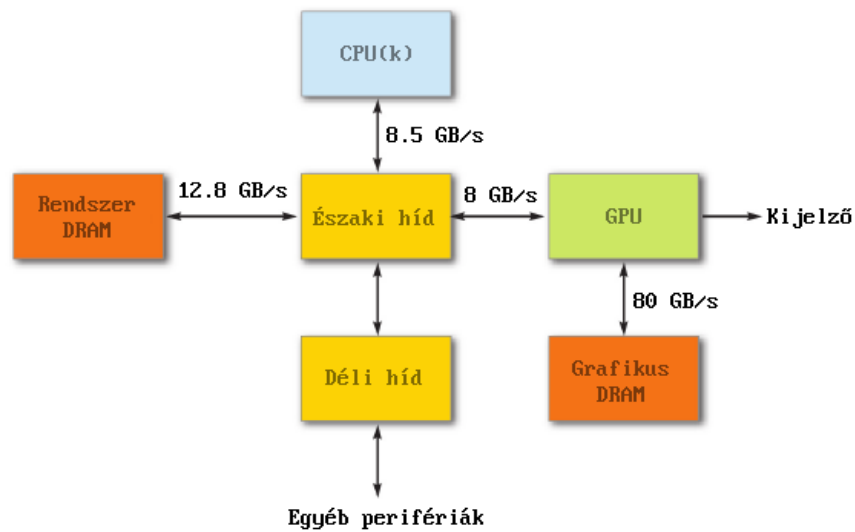 CPU(k)
8.5 GB/s
Rendszer
DRAM
12.8 GB/s
Északi híd
8 GB/s
GPU
Kijelző
80 GB/s
Déli híd
Grafikus
DRAM
Egyéb perifériák